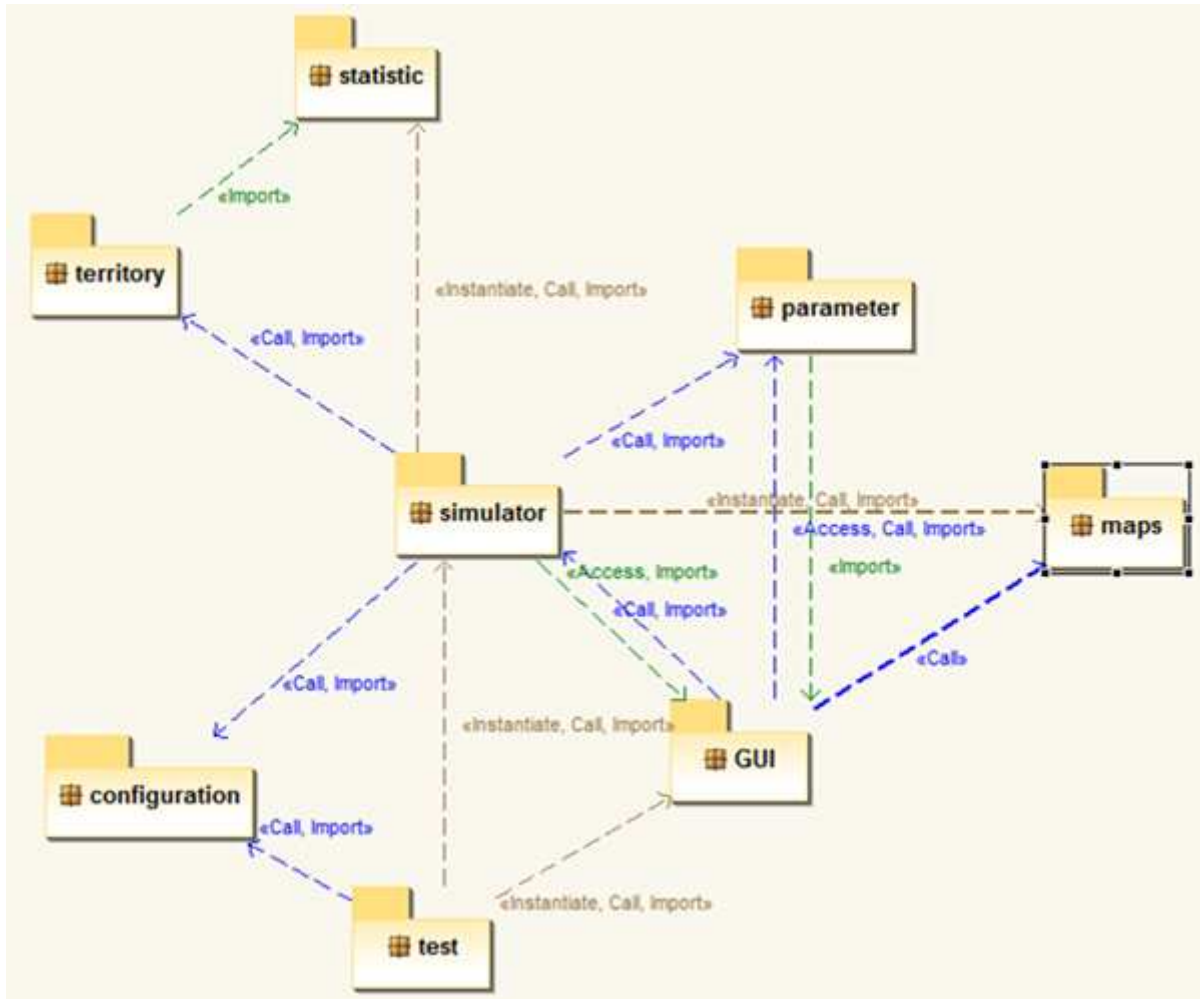 statistic
«Import»
territory
«Instantiate, Call, Import»
parameter
«Call, Import»
«Call, Import»
«Instantiate, Call, Import»
simulator
maps
«Access, Call, Import»
«Access, Import»
«Import»
«Call, Import»
«Call»
«Call, Import»
«Instantiate, Call, Import»
GUI
configuration
«Call, Import»
«Instantiate, Call, Import»
test